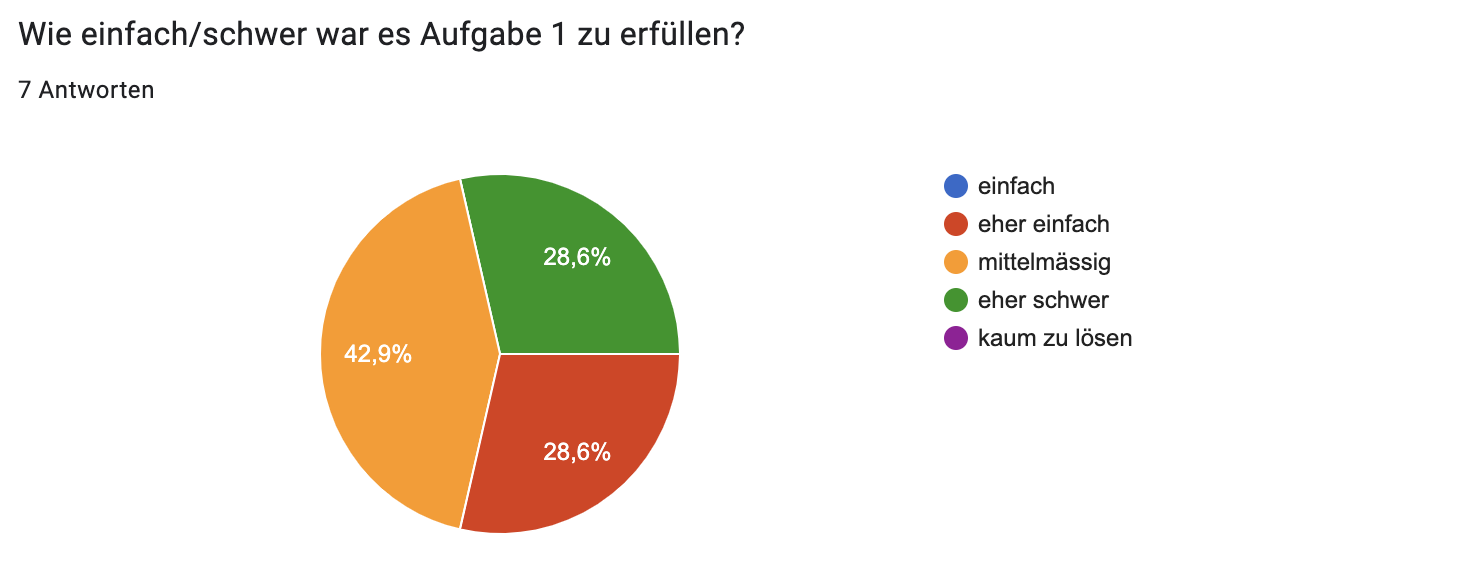 Wie einfach/schwer war es Aufgabe 1 zu erfüllen?
7 Antworten
28,6%
42,9%
28,6%
einfach
eher einfach
mittelmässig
eher schwer
kaum zu lösen